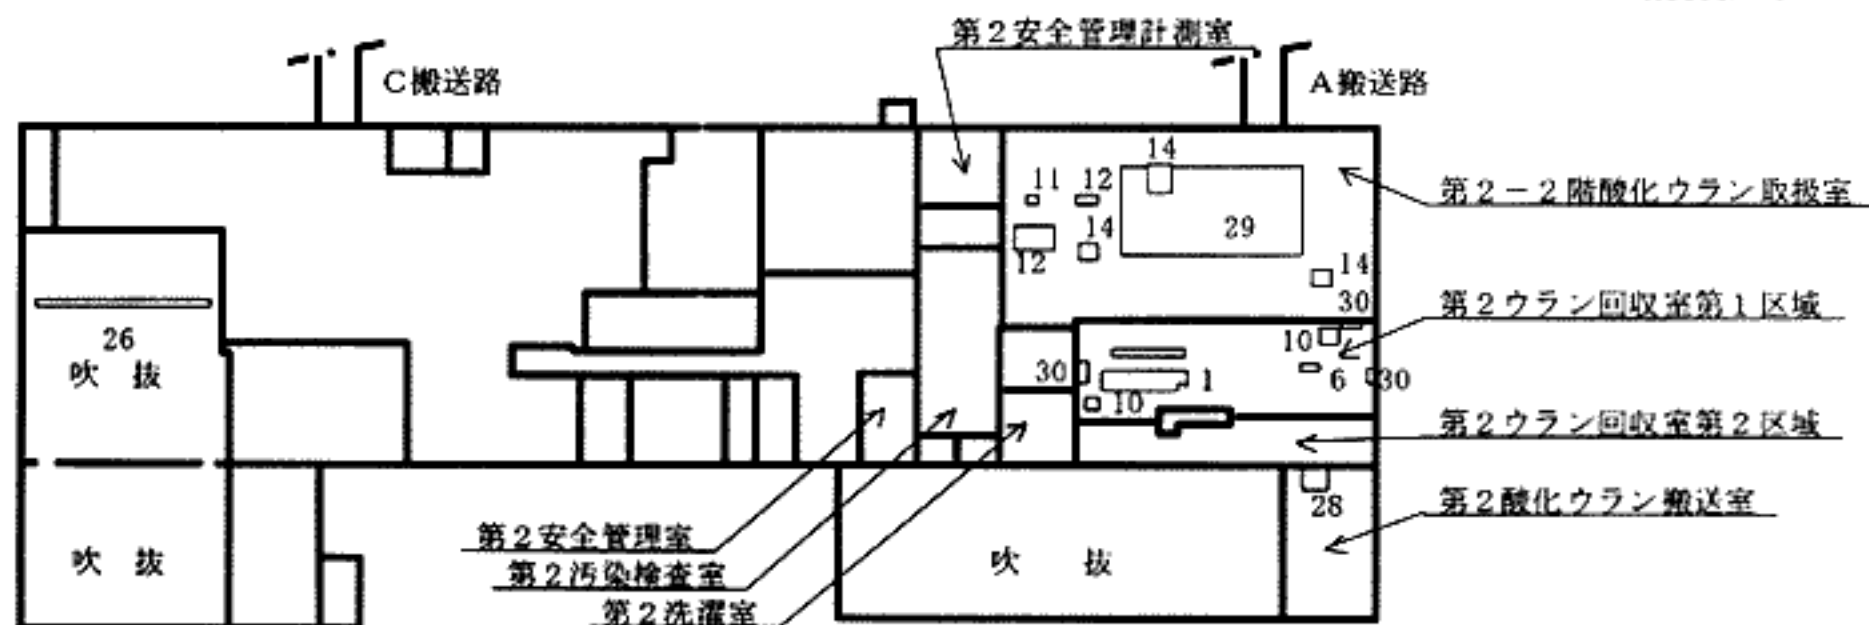 第2安全管理計測室
C搬送路
A搬送路
14
11
12
第2-2階酸化ウラン取扱室
14
29
12
14
30
第2ウラン回収室第1区域
26
10
吹 抜
30
1
6
30
10
第2ウラン回収室第2区域
28
第2酸化ウラン搬送室
第2安全管理室
吹 抜
吹 抜
第2汚染検査室
第2洗濯室